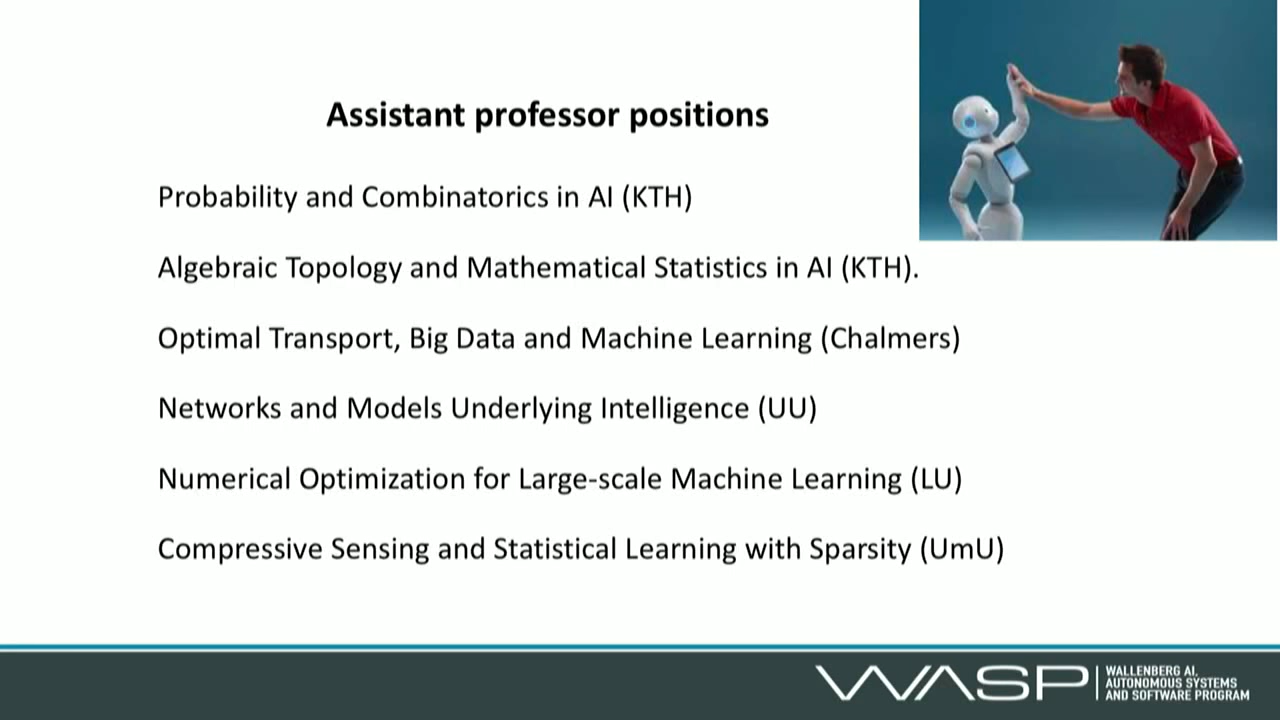 Assistant professor positions
Probability and Combinatorics in AI (KTH)
Algebraic Topology and Mathematical Statistics in AI (KTH).
Optimal Transport, Big Data and Machine Learning (Chalmers)
Networks and Models Underlying Intelligence (UU)
Numerical Optimization for Large-scale Machine Learning (LU)
Compressive Sensing and Statistical Learning with Sparsity (UmU)
WASP
WALLENBERG AI,
AUTONOMOUS SYSTEMS
AND SOFTWARE PROGRAM